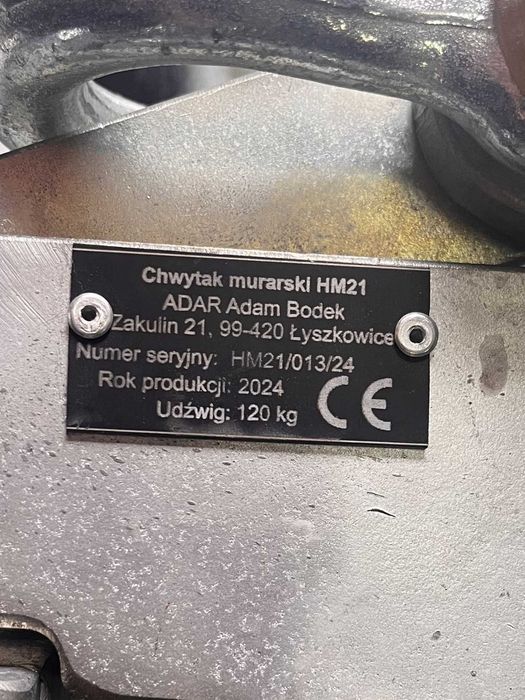 Chwytak murarski HM21
ADAR Adam Bodek
Zakulin 21, 99-420 Łyszkowice
Numer seryjny: HM21/013/24
Rok produkcji: 2024
Udźwig: 120 kg
CE